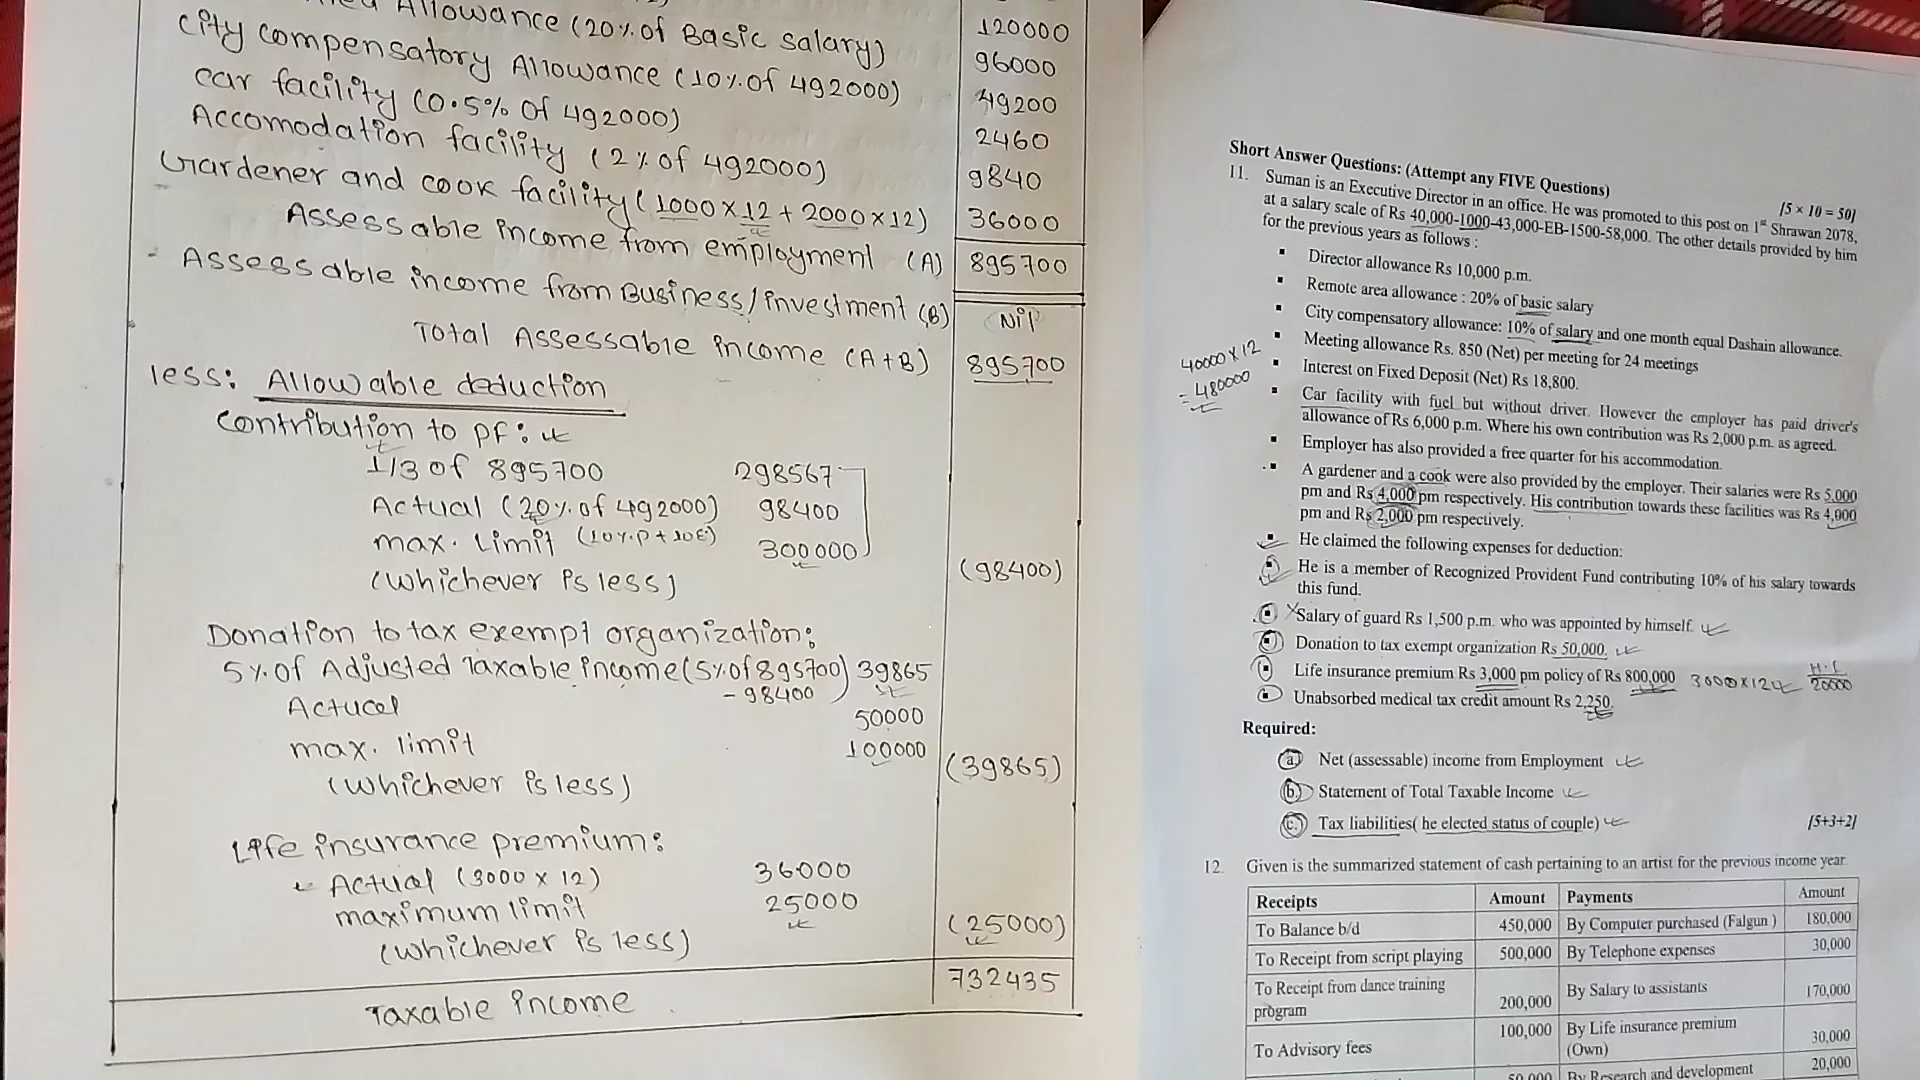 Allowance (20% of Basic salary)
120000
96000
city compensatory Allowance (10% of 492000)
49200
car facility (0.5% of 492000)
2460
Accomodation facility (2% of 492000)
9840
Gardener and cook facility (1000 x 12 + 2000 x 12)
36000
Assessable income from employment (A)
895700
Assessable income from Business/investment (B)
Nil
Total Assessable income (A+B)
895700
less: Allowable deduction
contribution to pf:
1/3 of 895700 298567
Actual (20% of 492000) 98400
max. limit (10%P + 10E) 300000
(whichever is less)
(98400)
Donation to tax exempt organization:
5% of Adjusted Taxable income (5% of 895700) 39865
- 98400
Actucal
50000
max. limit
100000
(whichever is less)
(39865)
Life insurance premium:
Actual (3000 x 12) 36000
maximum limit 25000
(whichever is less)
(25000)
Taxable income
732435
Short Answer Questions: (Attempt any FIVE Questions)
[5 × 10 = 50]
11. Suman is an Executive Director in an office. He was promoted to this post on 1st Shrawan 2078,
at a salary scale of Rs 40,000-1000-43,000-EB-1500-58,000. The other details provided by him
for the previous years as follows :
▪ Director allowance Rs 10,000 p.m.
▪ Remote area allowance : 20% of basic salary
▪ City compensatory allowance: 10% of salary and one month equal Dashain allowance.
▪ Meeting allowance Rs. 850 (Net) per meeting for 24 meetings
▪ Interest on Fixed Deposit (Net) Rs 18,800.
40000 x 12
= 480000
▪ Car facility with fuel but without driver. However the employer has paid driver's
allowance of Rs 6,000 p.m. Where his own contribution was Rs 2,000 p.m. as agreed.
▪ Employer has also provided a free quarter for his accommodation.
▪ A gardener and a cook were also provided by the employer. Their salaries were Rs 5,000
pm and Rs 4,000 pm respectively. His contribution towards these facilities was Rs 4,000
pm and Rs 2,000 pm respectively.
▪ He claimed the following expenses for deduction:
▪ He is a member of Recognized Provident Fund contributing 10% of his salary towards
this fund.
▪ Salary of guard Rs 1,500 p.m. who was appointed by himself.
▪ Donation to tax exempt organization Rs 50,000.
▪ Life insurance premium Rs 3,000 pm policy of Rs 800,000 3000 x 12
H.I
20000
▪ Unabsorbed medical tax credit amount Rs 2,250.
Required:
a) Net (assessable) income from Employment
b) Statement of Total Taxable Income
c) Tax liabilities( he elected status of couple)
[5+3+2]
12. Given is the summarized statement of cash pertaining to an artist for the previous income year.
Receipts Amount Payments Amount
To Balance b/d 450,000 By Computer purchased (Falgun ) 180,000
To Receipt from script playing 500,000 By Telephone expenses 30,000
To Receipt from dance training
program 200,000 By Salary to assistants 170,000
To Advisory fees 100,000 By Life insurance premium
(Own) 30,000
50,000 By Research and development 20,000